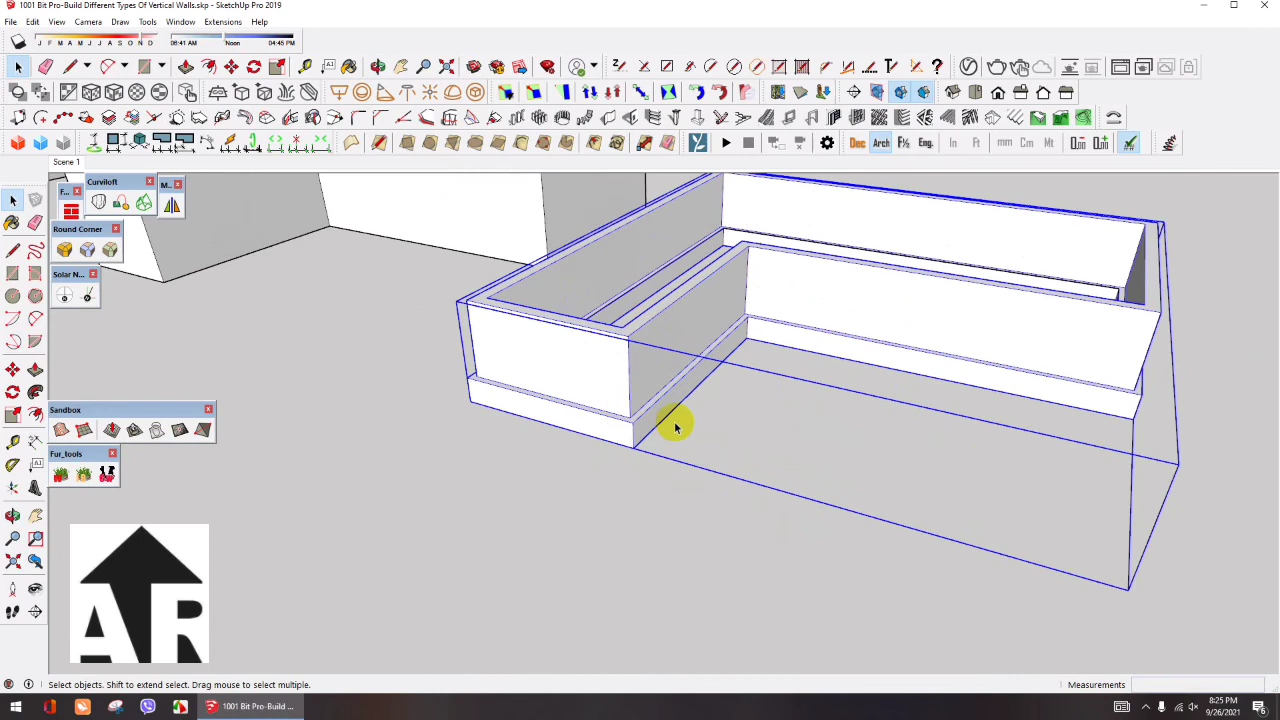 1001 Bit Pro-Build Different Types Of Vertical Walls.skp - SketchUp Pro 2019
File Edit View Camera Draw Tools Window Extensions Help
J F M A M J J A S O N D 06:41 AM Noon 04:45 PM
Dec Arch Eng. In Ft mm Mt
Scene 1
F...
Curviloft
M...
Round Corner
Solar N...
Sandbox
Fur_tools
AR
Select objects. Shift to extend select. Drag mouse to select multiple.
Measurements
1001 Bit Pro-Build ...
8:25 PM
9/26/2021
6